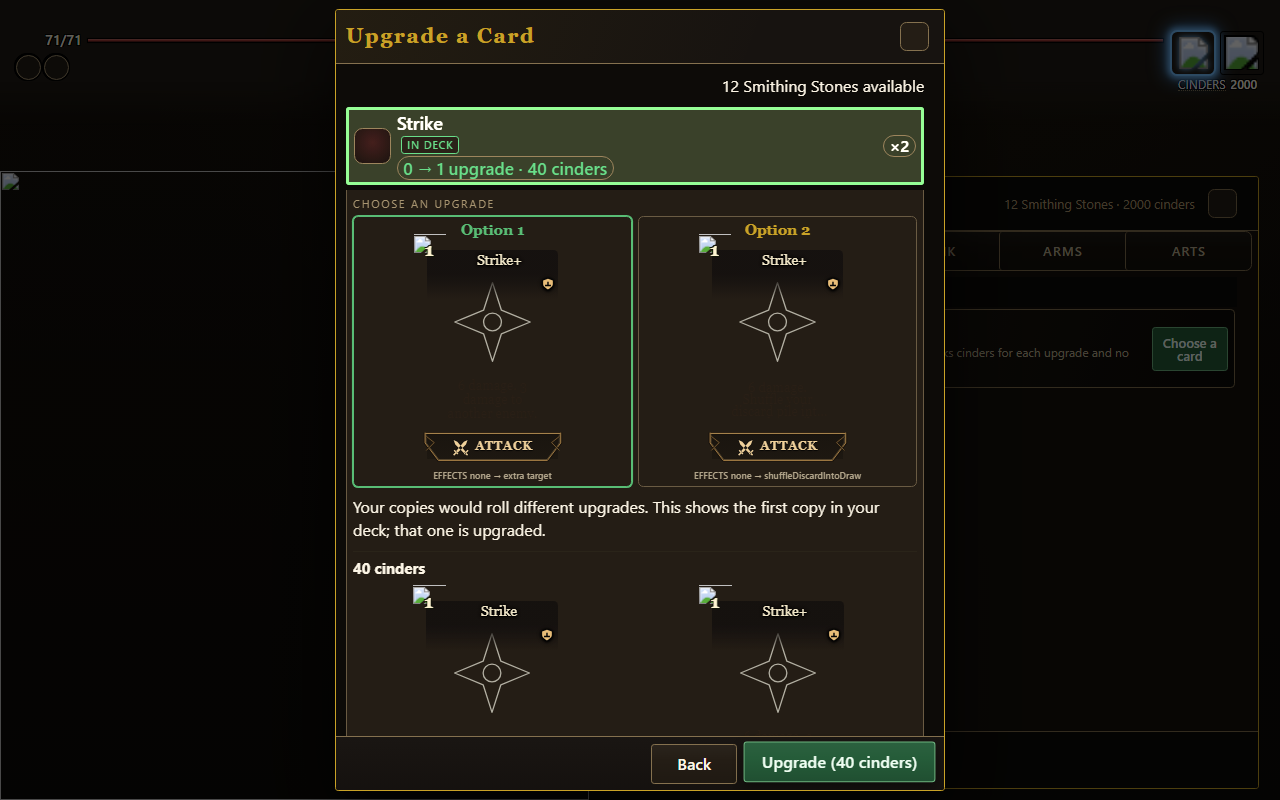 71/71
Upgrade a Card
CINDERS 2000
12 Smithing Stones available
Strike
IN DECK
0 → 1 upgrade · 40 cinders
×2
CHOOSE AN UPGRADE
Option 1
1
Strike+
ATTACK
EFFECTS none → extra target
Option 2
1
Strike+
ATTACK
EFFECTS none → shuffleDiscardIntoDraw
Your copies would roll different upgrades. This shows the first copy in your
deck; that one is upgraded.
40 cinders
1
Strike
1
Strike+
Back
Upgrade (40 cinders)
12 Smithing Stones · 2000 cinders
ARMS
ARTS
cinders for each upgrade and no
Choose a
card